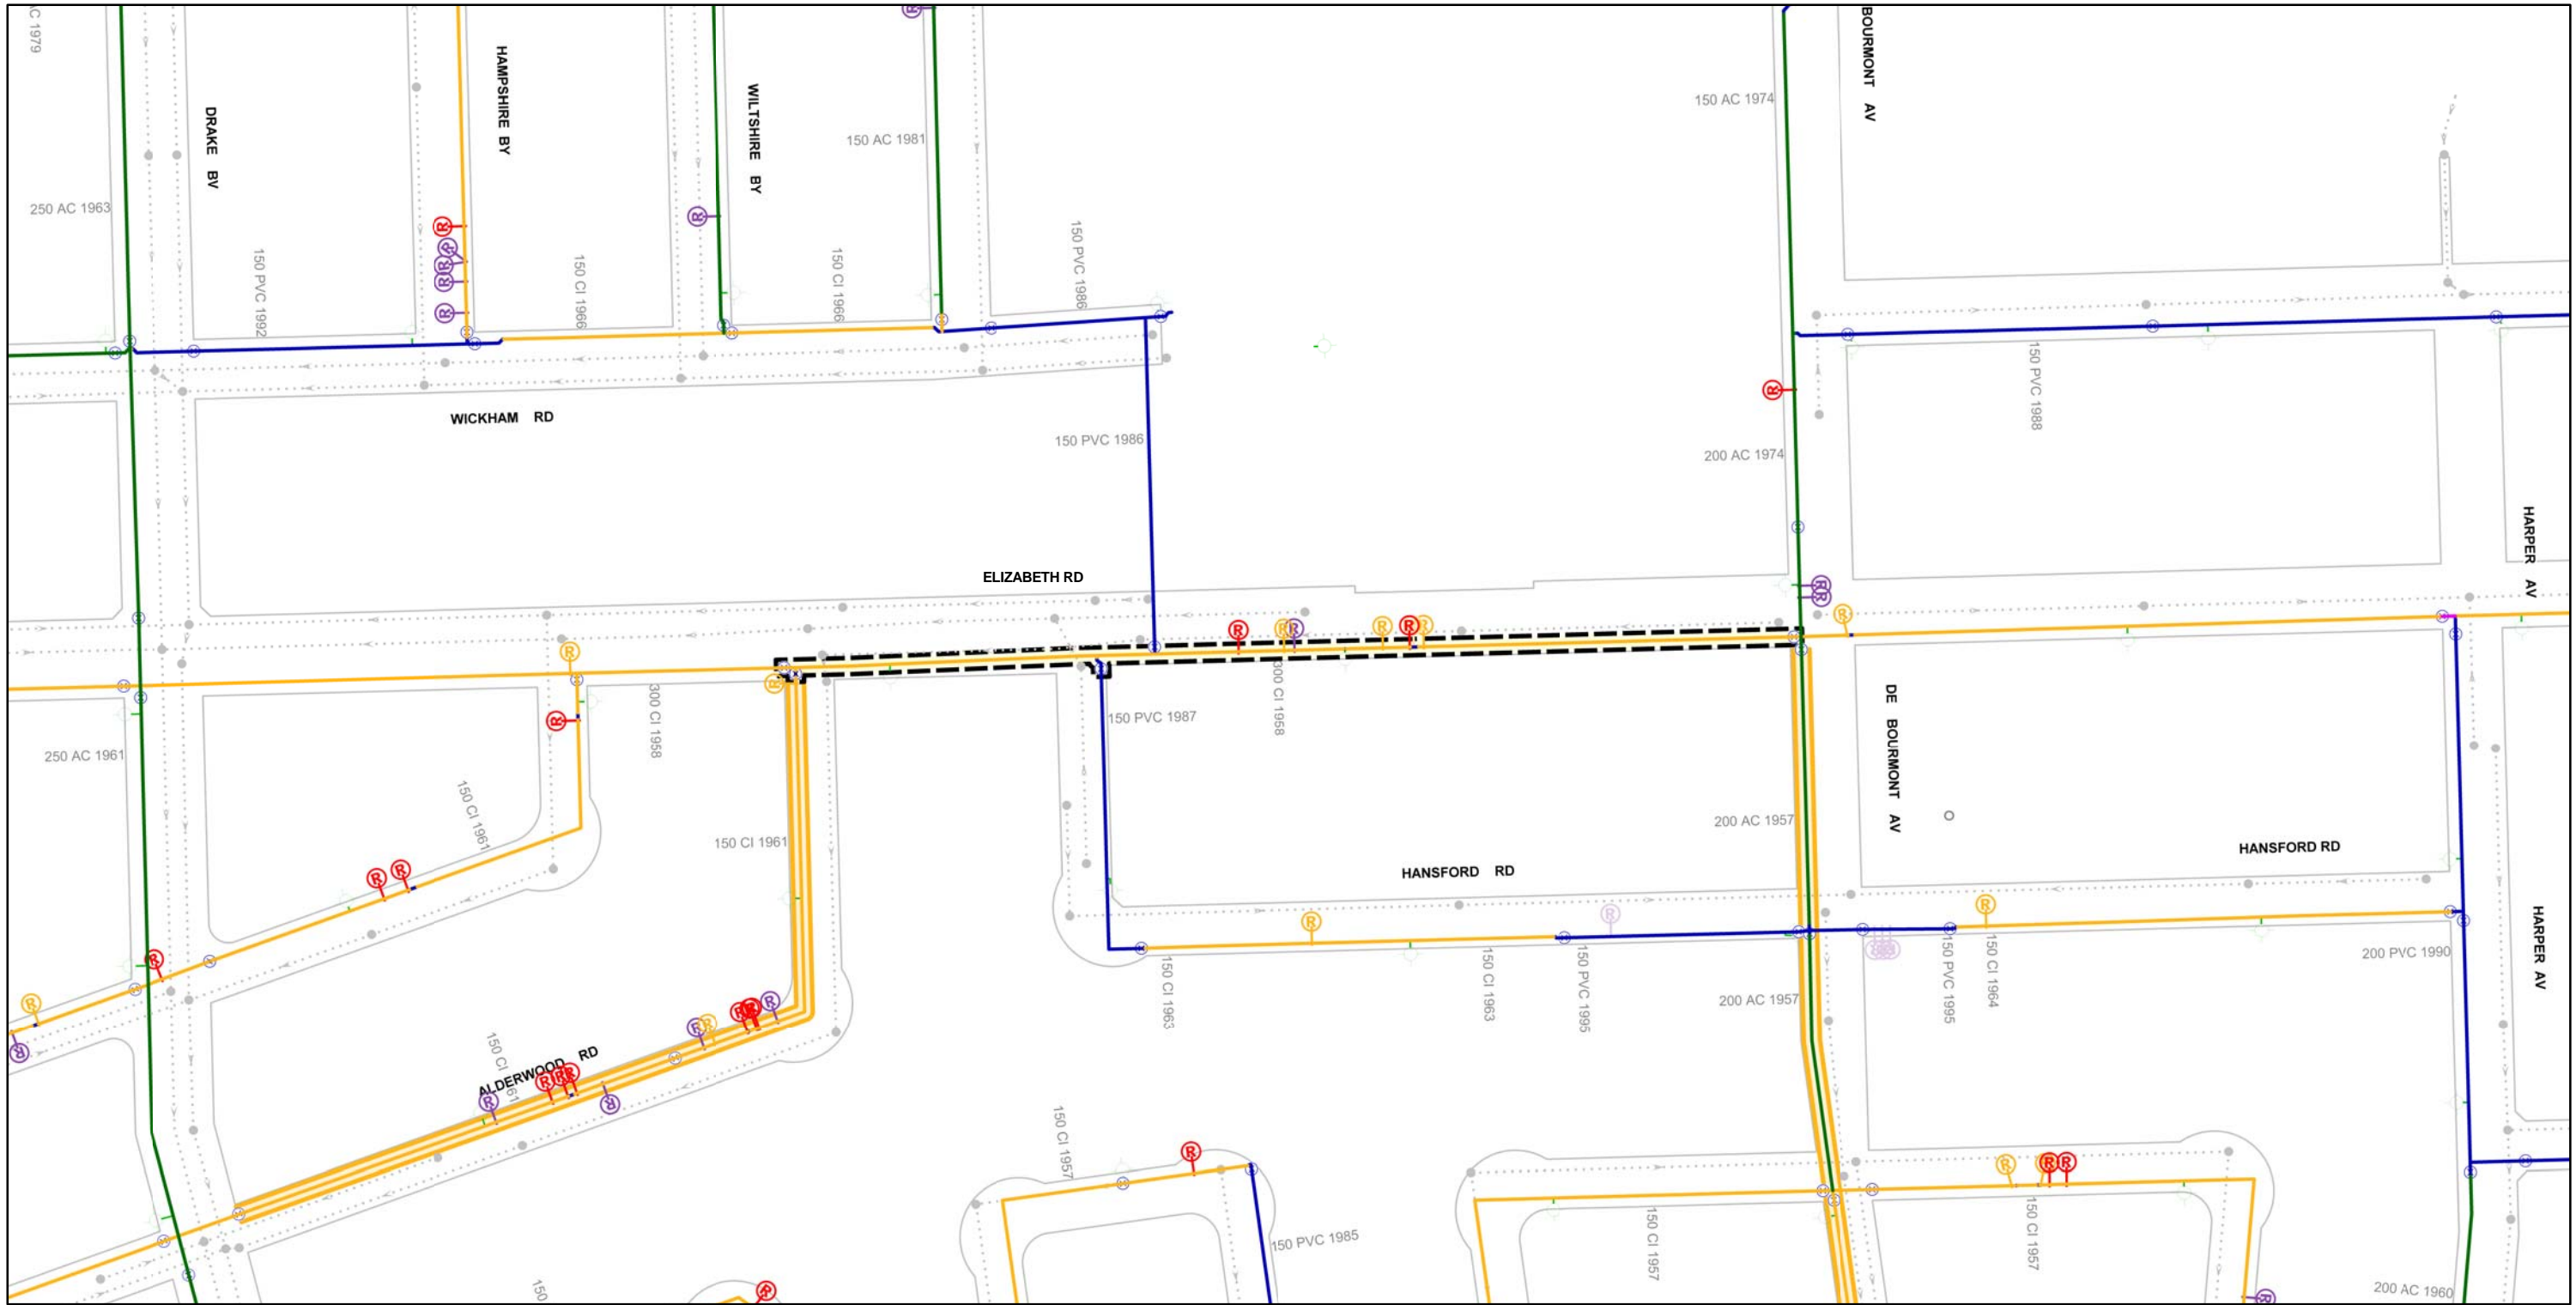 AC 1979
DRAKE BV
HAMPSHIRE BY
WILTSHIRE BY
150 AC 1981
150 AC 1974
BOURMONT AV
250 AC 1963
150 PVC 1992
150 CI 1966
150 CI 1966
150 PVC 1986
150 PVC 1988
WICKHAM RD
150 PVC 1986
200 AC 1974
HARPER AV
ELIZABETH RD
300 CI 1958
300 CI 1958
150 PVC 1987
DE BOURMONT AV
250 AC 1961
150 CI 1961
150 CI 1961
200 AC 1957
HANSFORD RD
HANSFORD RD
HARPER AV
200 PVC 1990
150 CI 1963
150 CI 1963
150 PVC 1995
200 AC 1957
150 PVC 1995
150 CI 1964
150 CI 1961
ALDERWOOD RD
150 CI 1957
150 PVC 1985
150 CI 1957
150 CI 1957
150
200 AC 1960